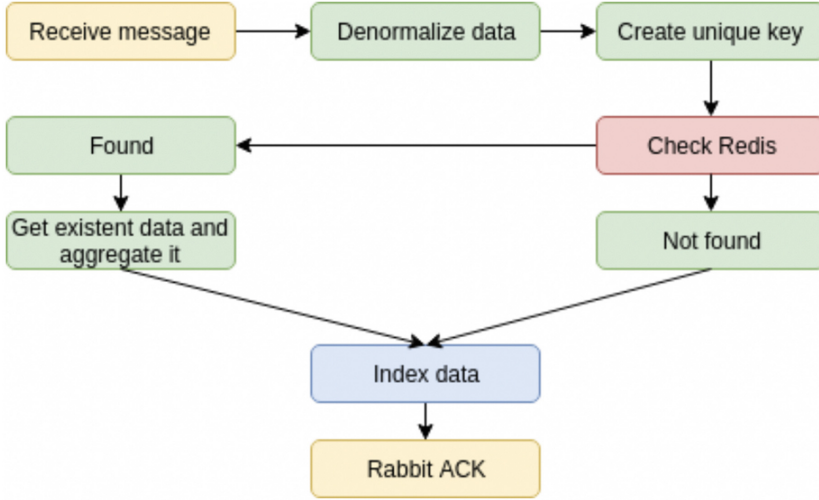 Receive message
Denormalize data
Create unique key
Found
Check Redis
Get existent data and
aggregate it
Not found
Index data
Rabbit ACK